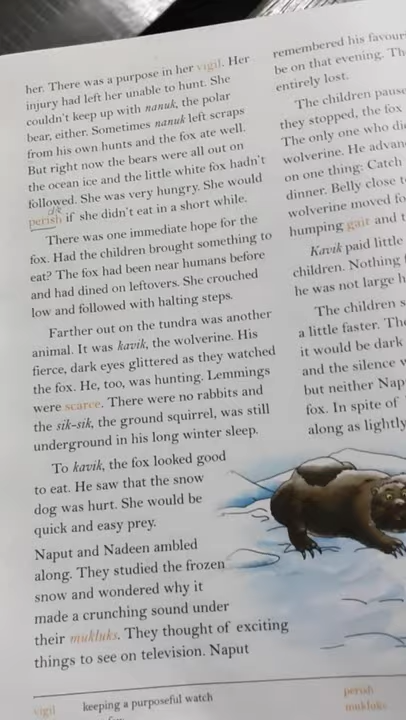 her. There was a purpose in her vigil. Her
injury had left her unable to hunt. She
couldn't keep up with nanuk, the polar
bear, either. Sometimes nanuk left scraps
from his own hunts and the fox ate well.
But right now the bears were all out on
the ocean ice and the little white fox hadn't
followed. She was very hungry. She would
perish if she didn't eat in a short while.
There was one immediate hope for the
fox. Had the children brought something to
eat? The fox had been near humans before
and had dined on leftovers. She crouched
low and followed with halting steps.
Farther out on the tundra was another
animal. It was kavik, the wolverine. His
fierce, dark eyes glittered as they watched
the fox. He, too, was hunting. Lemmings
were scarce. There were no rabbits and
the sik-sik, the ground squirrel, was still
underground in his long winter sleep.
To kavik, the fox looked good
to eat. He saw that the snow
dog was hurt. She would be
quick and easy prey.
Naput and Nadeen ambled
along. They studied the frozen
snow and wondered why it
made a crunching sound under
their mukluks. They thought of exciting
things to see on television. Naput
vigil keeping a purposeful watch
remembered his favour
be on that evening. Th
entirely lost.
The children pause
they stopped, the fox
The only one who di
wolverine. He advan
on one thing: Catch
dinner. Belly close t
wolverine moved fo
humping gait and t
Kavik paid little
children. Nothing
he was not large h
The children s
a little faster. The
it would be dark
and the silence w
but neither Nap
fox. In spite of
along as lightly
perish
mukluks